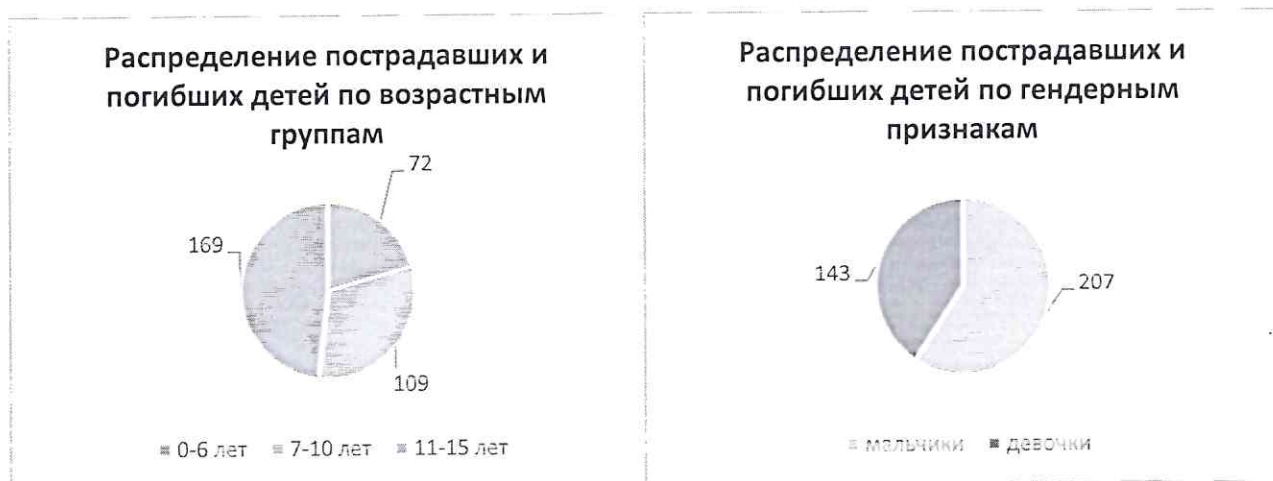 Распределение пострадавших и
погибших детей по возрастным
группам
72
169
109
0-6 лет 7-10 лет 11-15 лет
Распределение пострадавших и
погибших детей по гендерным
признакам
143
207
мальчики девочки